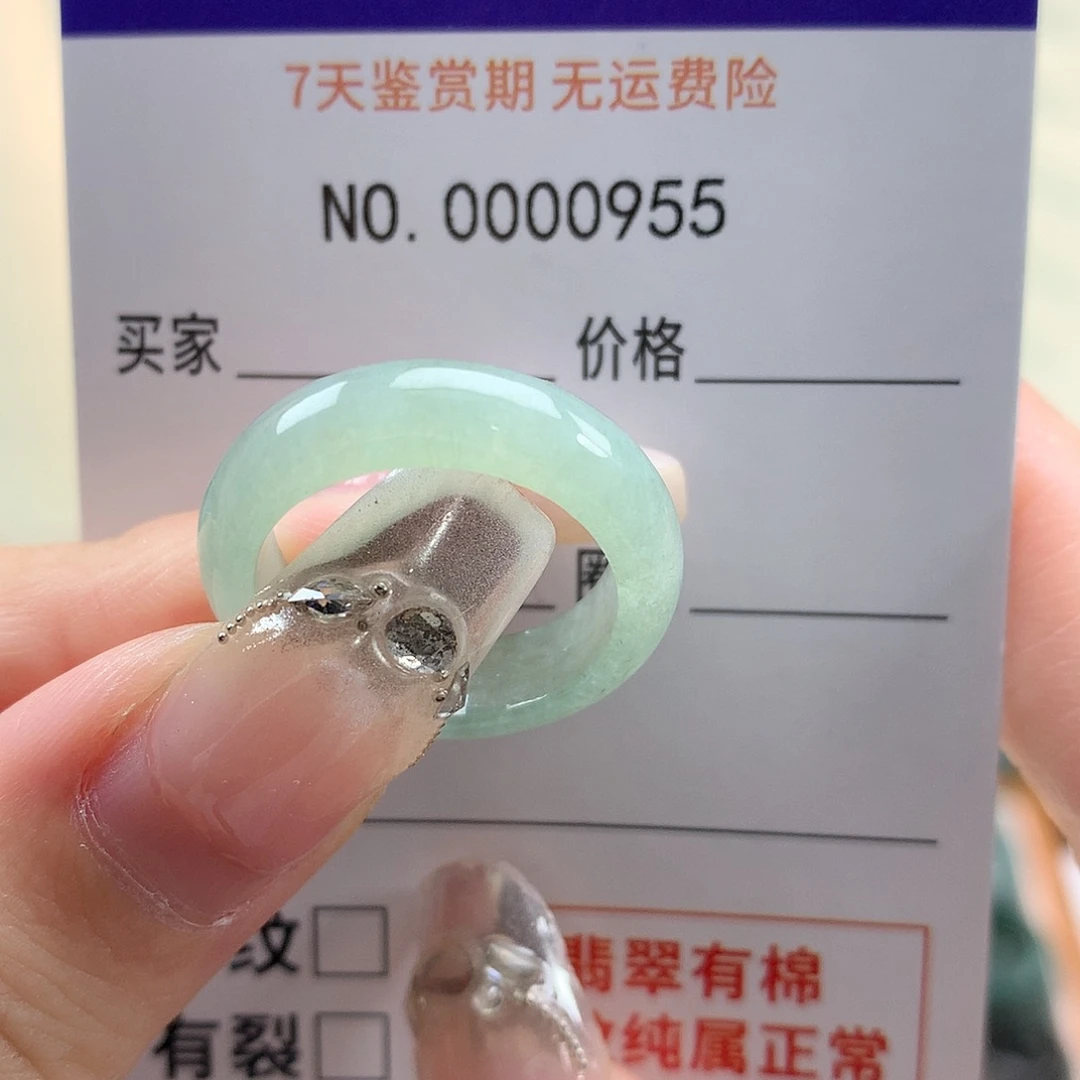 7天鉴赏期 无运费险
NO. 0000955
买家 价格
圈
纹
翡翠有棉
有裂
纯属正常